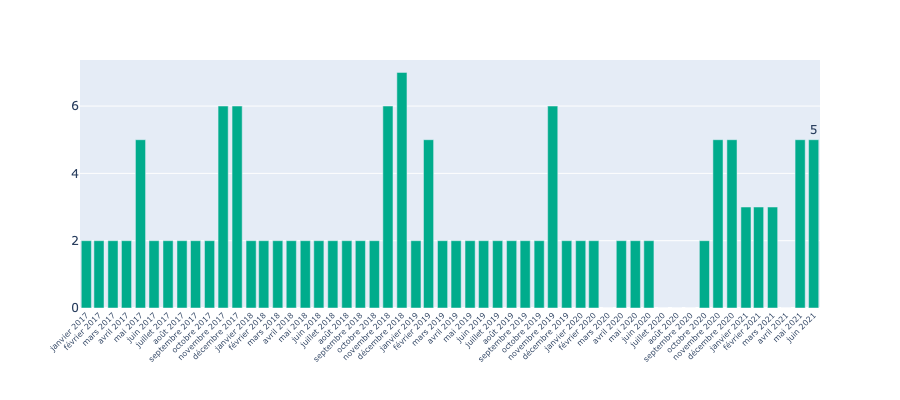 6
5
4
2
0
janvier 2017
février 2017
mars 2017
avril 2017
mai 2017
juin 2017
juillet 2017
août 2017
septembre 2017
octobre 2017
novembre 2017
décembre 2017
janvier 2018
février 2018
mars 2018
avril 2018
mai 2018
juin 2018
juillet 2018
août 2018
septembre 2018
octobre 2018
novembre 2018
décembre 2018
janvier 2019
février 2019
mars 2019
avril 2019
mai 2019
juin 2019
juillet 2019
août 2019
septembre 2019
octobre 2019
novembre 2019
décembre 2019
janvier 2020
février 2020
mars 2020
avril 2020
mai 2020
juin 2020
juillet 2020
août 2020
septembre 2020
octobre 2020
novembre 2020
décembre 2020
janvier 2021
février 2021
mars 2021
avril 2021
mai 2021
juin 2021